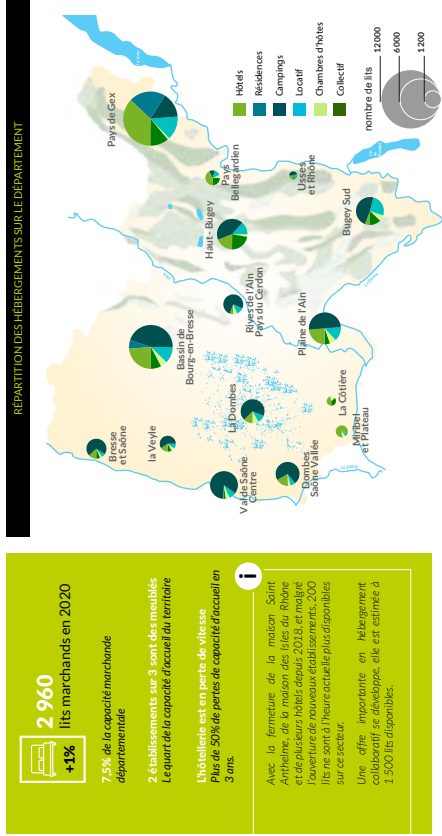 2 960
lits marchands en 2020
+1%
7,5% de la capacité marchande
départementale
2 établissements sur 3 sont des meublés
Le quart de la capacité d'accueil du territoire
L'hôtellerie est en perte de vitesse
Plus de 50% de pertes de capacité d'accueil en
3 ans.
i
Avec la fermeture de la maison Saint
Anthelme, de la maison des Isles du Rhône
et de plusieurs hôtels depuis 2018, et malgré
l'ouverture de nouveaux établissements, 200
lits ne sont à l'heure actuelle plus disponibles
sur ce secteur.
Une offre importante en hébergement
collaboratif se développe, elle est estimée à
1 500 lits disponibles.
RÉPARTITION DES HÉBERGEMENTS SUR LE DÉPARTEMENT
Bresse
et Saône
la Veyle
Val de Saône
Centre
Dombes
Saône Vallée
La Dombes
Miribel
et Plateau
La Côtière
Bassin de
Bourg-en-Bresse
Rives de l'Ain
Pays du Cerdon
Plaine de l'Ain
Haut - Bugey
Pays
Bellegardien
Pays de Gex
Usses
et Rhône
Bugey Sud
Hôtels
Résidences
Campings
Locatif
Chambres d'hôtes
Collectif
nombre de lits
12 000
6 000
1 200